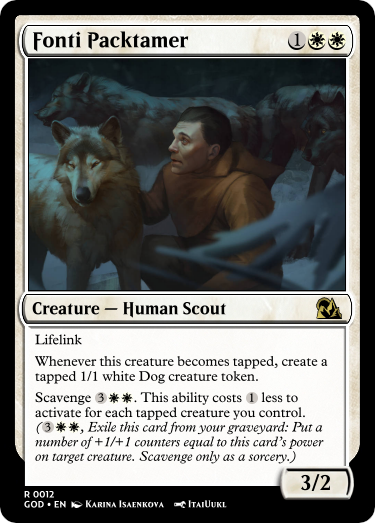 Fonti Packtamer 1
Creature — Human Scout
Lifelink
Whenever this creature becomes tapped, create a
tapped 1/1 white Dog creature token.
Scavenge 3. This ability costs 1 less to
activate for each tapped creature you control.
(3, Exile this card from your graveyard: Put a
number of +1/+1 counters equal to this card's power
on target creature. Scavenge only as a sorcery.)
3/2
R 0012
GOD • EN Karina Isaenkova ItaiUukl